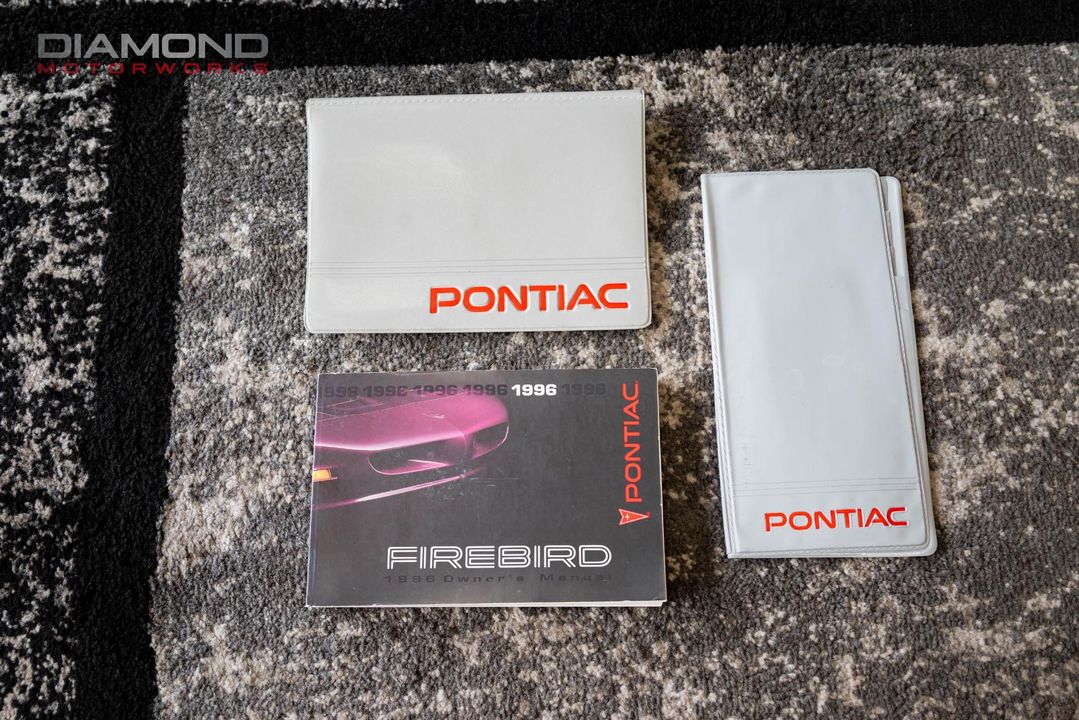 DIAMOND
MOTORWORKS
PONTIAC
1996 1996 1996 1996 1996
PONTIAC
FIREBIRD
1996 Owner's Manual
PONTIAC